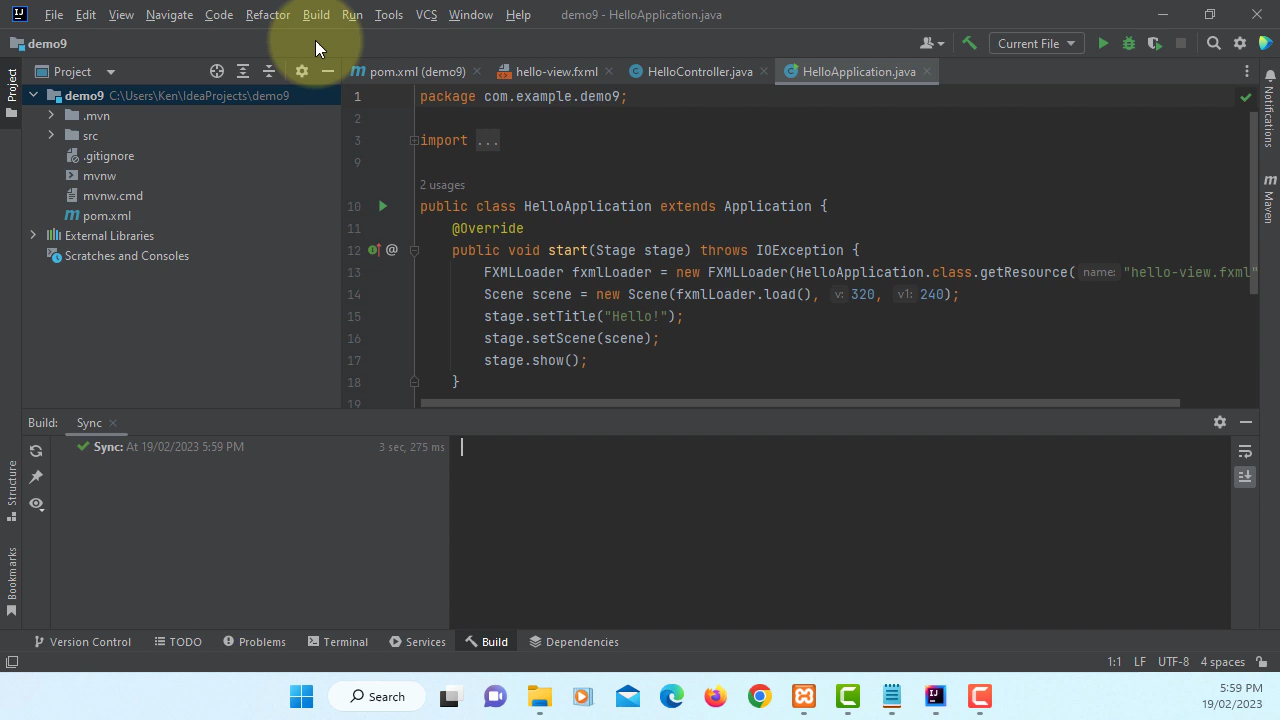 File Edit View Navigate Code Refactor Build Run Tools VCS Window Help demo9 - HelloApplication.java
demo9
Current File
Project
pom.xml (demo9)
hello-view.fxml
HelloController.java
HelloApplication.java
Project
Structure
Bookmarks
demo9 C:\Users\Ken\IdeaProjects\demo9
.mvn
src
.gitignore
mvnw
mvnw.cmd
pom.xml
External Libraries
Scratches and Consoles
1 package com.example.demo9;
2
3 import ...
9
2 usages
10 public class HelloApplication extends Application {
11 @Override
12 public void start(Stage stage) throws IOException {
13 FXMLLoader fxmlLoader = new FXMLLoader(HelloApplication.class.getResource( name: "hello-view.fxml"
14 Scene scene = new Scene(fxmlLoader.load(), v: 320, v1: 240);
15 stage.setTitle("Hello!");
16 stage.setScene(scene);
17 stage.show();
18 }
19
Notifications
Maven
Build: Sync
Sync: At 19/02/2023 5:59 PM 3 sec, 275 ms
Version Control TODO Problems Terminal Services Build Dependencies
1:1 LF UTF-8 4 spaces
Search
5:59 PM
19/02/2023